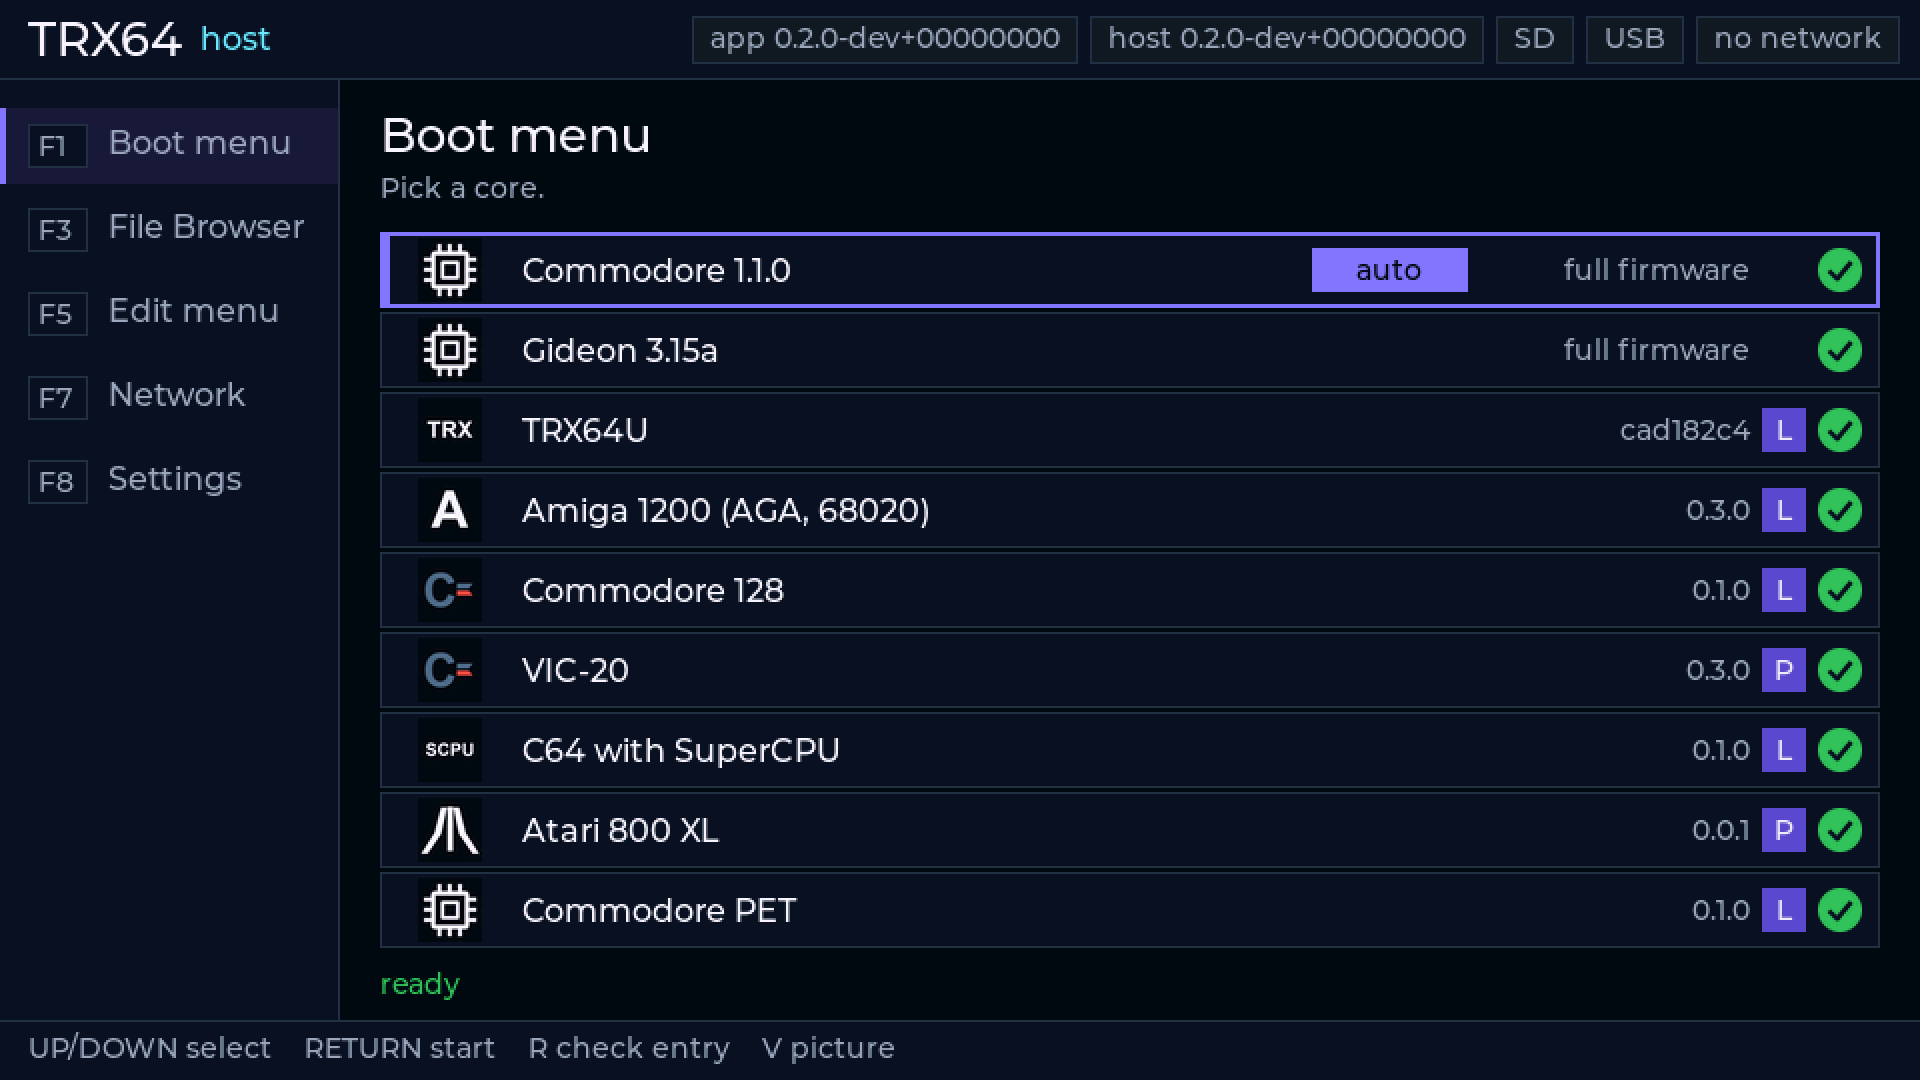 TRX64 host
app 0.2.0-dev+00000000
host 0.2.0-dev+00000000
SD
USB
no network
F1 Boot menu
F3 File Browser
F5 Edit menu
F7 Network
F8 Settings
Boot menu
Pick a core.
Commodore 1.1.0 auto full firmware
Gideon 3.15a full firmware
TRX TRX64U cad182c4 L
A Amiga 1200 (AGA, 68020) 0.3.0 L
C= Commodore 128 0.1.0 L
C= VIC-20 0.3.0 P
SCPU C64 with SuperCPU 0.1.0 L
Atari 800 XL 0.0.1 P
Commodore PET 0.1.0 L
ready
UP/DOWN select RETURN start R check entry V picture